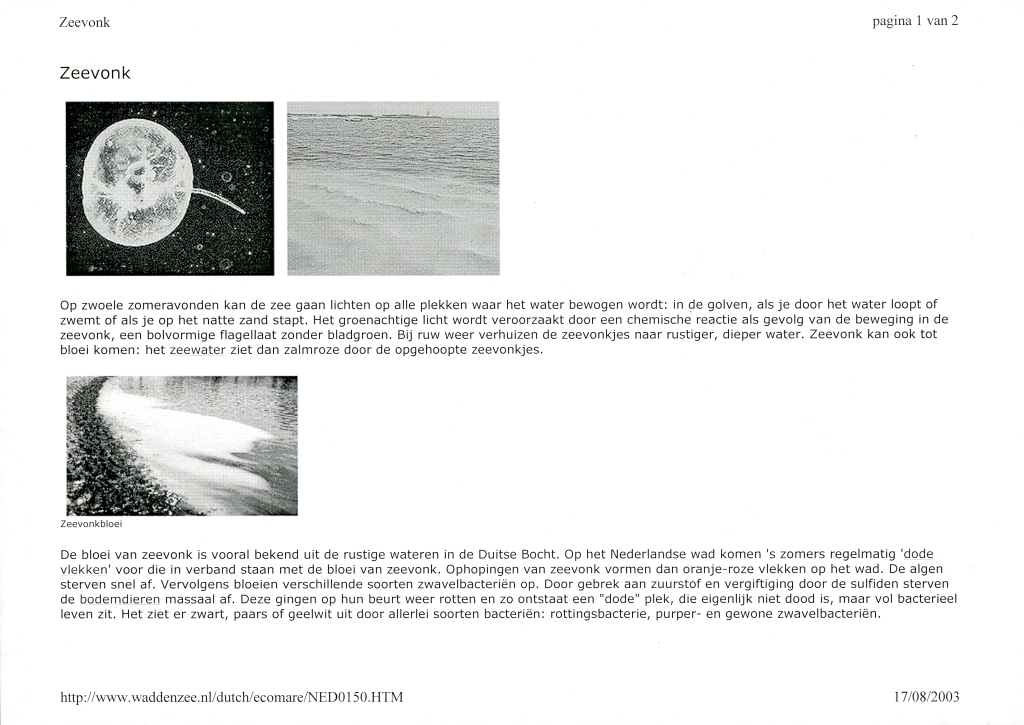 Zeevonk
pagina 1 van 2
Zeevonk
Op zwoele zomeravonden kan de zee gaan lichten op alle plekken waar het water bewogen wordt: in de golven, als je door het water loopt of
zwemt of als je op het natte zand stapt. Het groenachtige licht wordt veroorzaakt door een chemische reactie als gevolg van de beweging in de
zeevonk, een bolvormige flagellaat zonder bladgroen. Bij ruw weer verhuizen de zeevonkjes naar rustiger, dieper water. Zeevonk kan ook tot
bloei komen: het zeewater ziet dan zalmroze door de opgehoopte zeevonkjes.
Zeevonkbloei
De bloei van zeevonk is vooral bekend uit de rustige wateren in de Duitse Bocht. Op het Nederlandse wad komen 's zomers regelmatig 'dode
vlekken' voor die in verband staan met de bloei van zeevonk. Ophopingen van zeevonk vormen dan oranje-roze vlekken op het wad. De algen
sterven snel af. Vervolgens bloeien verschillende soorten zwavelbacteriën op. Door gebrek aan zuurstof en vergiftiging door de sulfiden sterven
de bodemdieren massaal af. Deze gingen op hun beurt weer rotten en zo ontstaat een "dode" plek, die eigenlijk niet dood is, maar vol bacterieel
leven zit. Het ziet er zwart, paars of geelwit uit door allerlei soorten bacteriën: rottingsbacterie, purper- en gewone zwavelbacteriën.
http://www.waddenzee.nl/dutch/ecomare/NED0150.HTM
17/08/2003